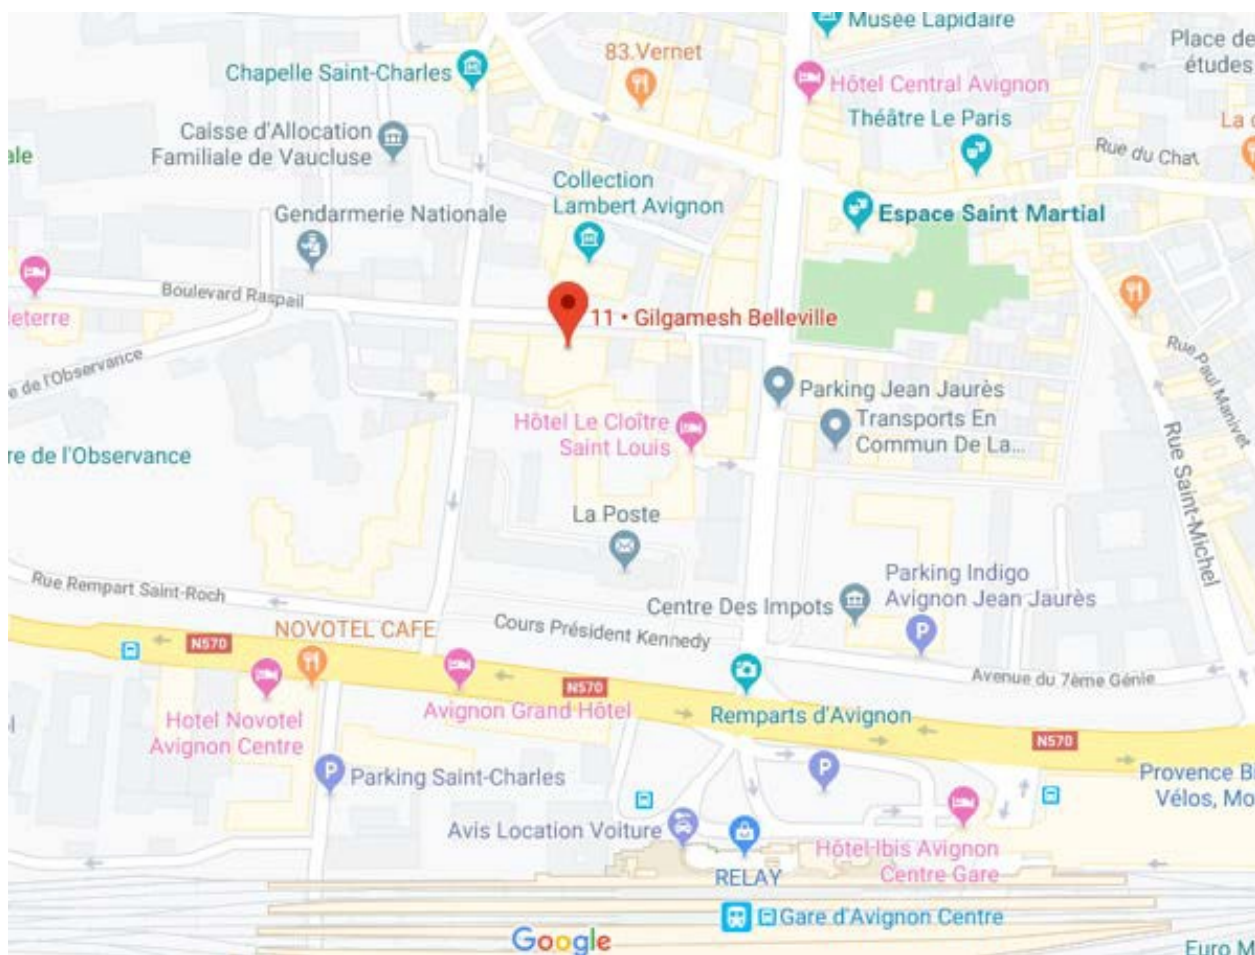 Musée Lapidaire
83.Vernet
Place de
études
Chapelle Saint-Charles
Hôtel Central Avignon
Théâtre Le Paris
Caisse d'Allocation
Familiale de Vaucluse
La
ale
Rue du Chat
Collection
Lambert Avignon
Gendarmerie Nationale
Espace Saint Martial
Boulevard Raspail
leterre
11 • Gilgamesh Belleville
Rue Paul Manivet
e de l'Observance
Parking Jean Jaurès
Hôtel Le Cloître
Saint Louis
Transports En
Commun De La...
re de l'Observance
Rue Saint-Michel
La Poste
Rue Rempart Saint-Roch
Parking Indigo
Avignon Jean Jaurès
Centre Des Impots
NOVOTEL CAFE
Cours Président Kennedy
N570
Avenue du 7ème Génie
N570
Hotel Novotel
Avignon Centre
Avignon Grand Hôtel
Remparts d'Avignon
N570
P
Parking Saint-Charles
P
P
Provence B
Vélos, Mo
Avis Location Voiture
Hôtel Ibis Avignon
Centre Gare
RELAY
Gare d'Avignon Centre
Google
Euro M